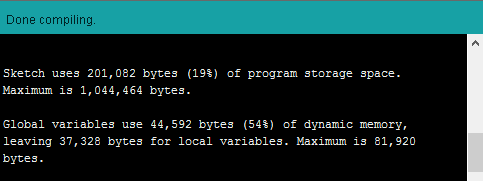 Done compiling.
Sketch uses 201,082 bytes (19%) of program storage space.
Maximum is 1,044,464 bytes.
Global variables use 44,592 bytes (54%) of dynamic memory,
leaving 37,328 bytes for local variables. Maximum is 81,920
bytes.